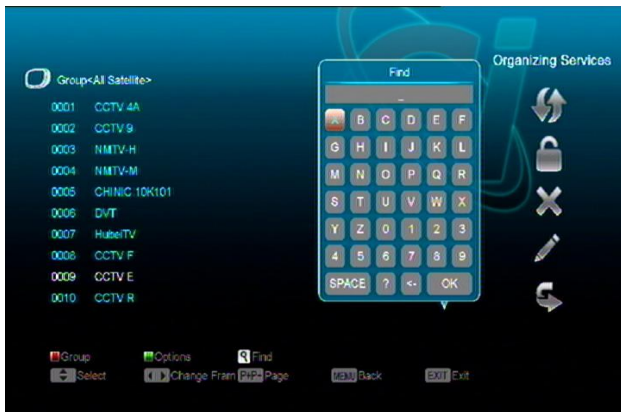 Organizing Services
Group<All Satellite>
0001 CCTV 4A
0002 CCTV 9
0003 NMTV-H
0004 NMTV-M
0005 CHINIC 10K101
0006 DVT
0007 HubeiTV
0008 CCTV F
0009 CCTV E
0010 CCTV R
Find
_
A B C D E F
G H I J K L
M N O P Q R
S T U V W X
Y Z 0 1 2 3
4 5 6 7 8 9
SPACE ? <- OK
Group Options Find
Select Change Fram P+P- Page MENU Back EXIT Exit